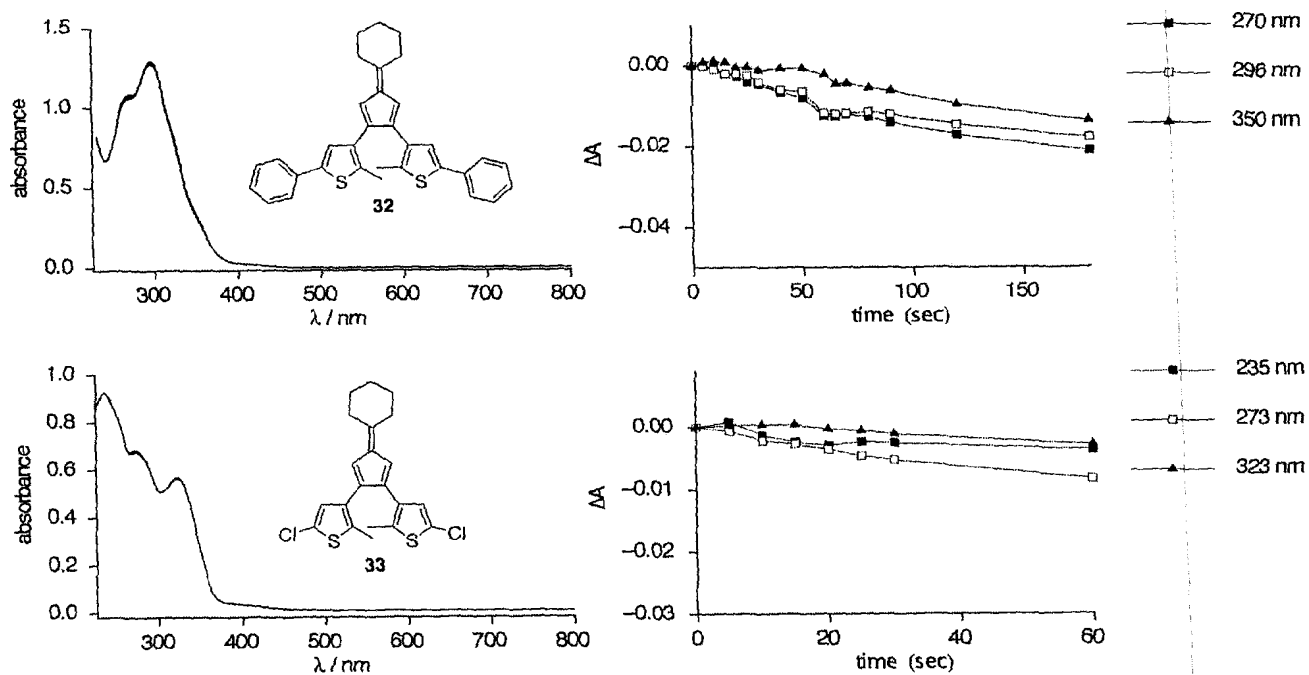 absorbance
1.5
1.0
0.5
0.0
300 400 500 600 700 800
λ / nm
S S
32
ΔA
0.00
−0.02
−0.04
0 50 100 150
time (sec)
270 nm
296 nm
350 nm
absorbance
1.0
0.8
0.6
0.4
0.2
0.0
300 400 500 600 700 800
λ / nm
Cl S S Cl
33
ΔA
0.00
−0.01
−0.02
−0.03
0 20 40 60
time (sec)
235 nm
273 nm
323 nm